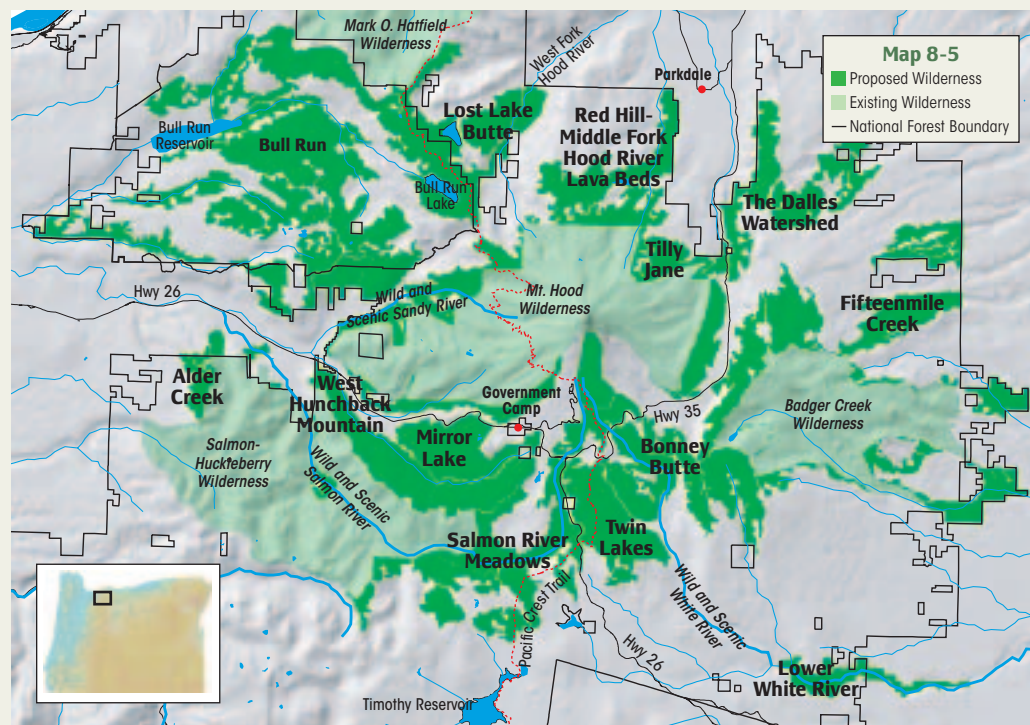 Mark O. Hatfield
Wilderness
West Fork
Hood River
Parkdale
Map 8-5
Proposed Wilderness
Existing Wilderness
National Forest Boundary
Lost Lake
Butte
Red Hill-
Middle Fork
Hood River
Lava Beds
Bull Run
Reservoir
Bull Run
Bull Run
Lake
The Dalles
Watershed
Tilly
Jane
Hwy 26
Wild and
Scenic Sandy River
Mt. Hood
Wilderness
Fifteenmile
Creek
Alder
Creek
West
Hunchback
Mountain
Government
Camp
Hwy 35
Badger Creek
Wilderness
Mirror
Lake
Bonney
Butte
Salmon-
Huckleberry
Wilderness
Wild and Scenic
Salmon River
Salmon River
Meadows
Twin
Lakes
Pacific Crest Trail
Wild and Scenic
White River
Hwy 26
Lower
White River
Timothy Reservoir